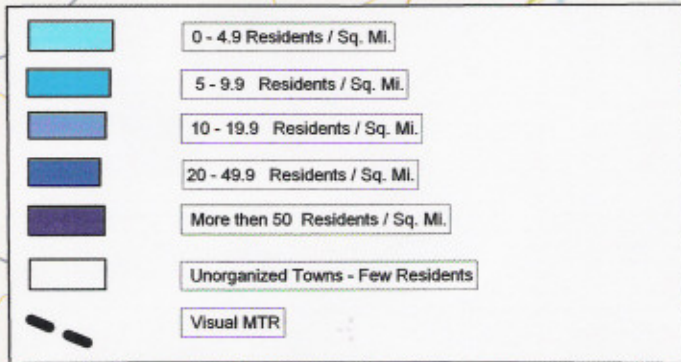 0 - 4.9 Residents / Sq. Mi.
5 - 9.9 Residents / Sq. Mi.
10 - 19.9 Residents / Sq. Mi.
20 - 49.9 Residents / Sq. Mi.
More then 50 Residents / Sq. Mi.
Unorganized Towns - Few Residents
Visual MTR